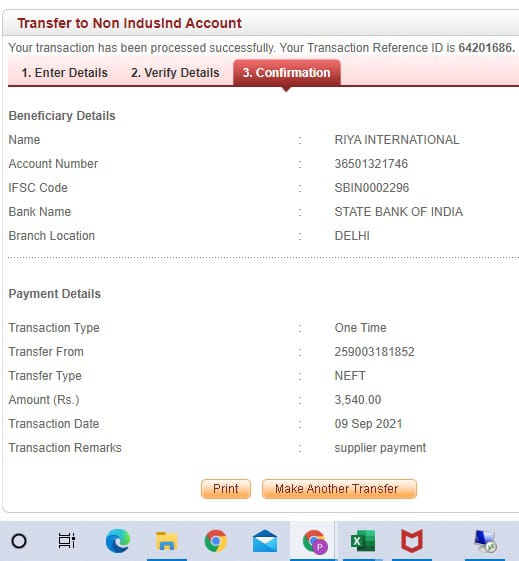 Transfer to Non IndusInd Account
Your transaction has been processed successfully. Your Transaction Reference ID is 64201686.
1. Enter Details 2. Verify Details 3. Confirmation
Beneficiary Details
Name : RIYA INTERNATIONAL
Account Number : 36501321746
IFSC Code : SBIN0002296
Bank Name : STATE BANK OF INDIA
Branch Location : DELHI
Payment Details
Transaction Type : One Time
Transfer From : 259003181852
Transfer Type : NEFT
Amount (Rs.) : 3,540.00
Transaction Date : 09 Sep 2021
Transaction Remarks : supplier payment
Print Make Another Transfer